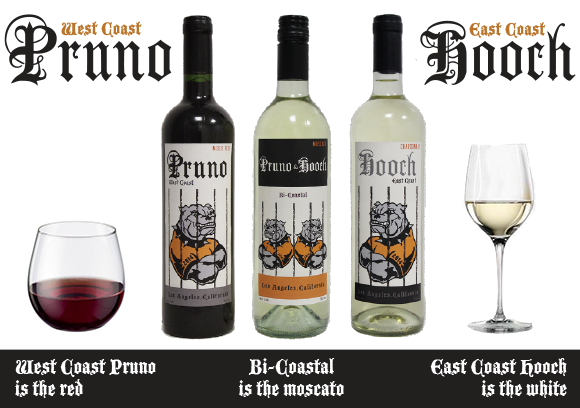 West Coast
Pruno
East Coast
Hooch
Pruno
West Coast
Los Angeles, California
Pruno & Hooch
Bi-Coastal
Los Angeles, California
Hooch
East Coast
Los Angeles, California
West Coast Pruno
is the red
Bi-Coastal
is the moscato
East Coast Hooch
is the white